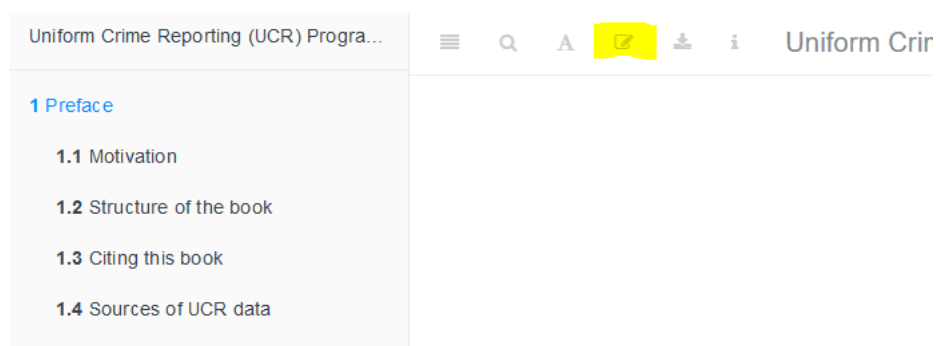 Uniform Crime Reporting (UCR) Progra...
A i Uniform Crin
1 Preface
1.1 Motivation
1.2 Structure of the book
1.3 Citing this book
1.4 Sources of UCR data